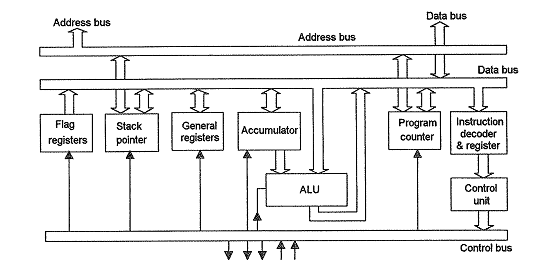 Address bus
Data bus
Address bus
Data bus
Flag
registers
Stack
pointer
General
registers
Accumulator
Program
counter
Instruction
decoder
& register
ALU
Control
unit
Control bus